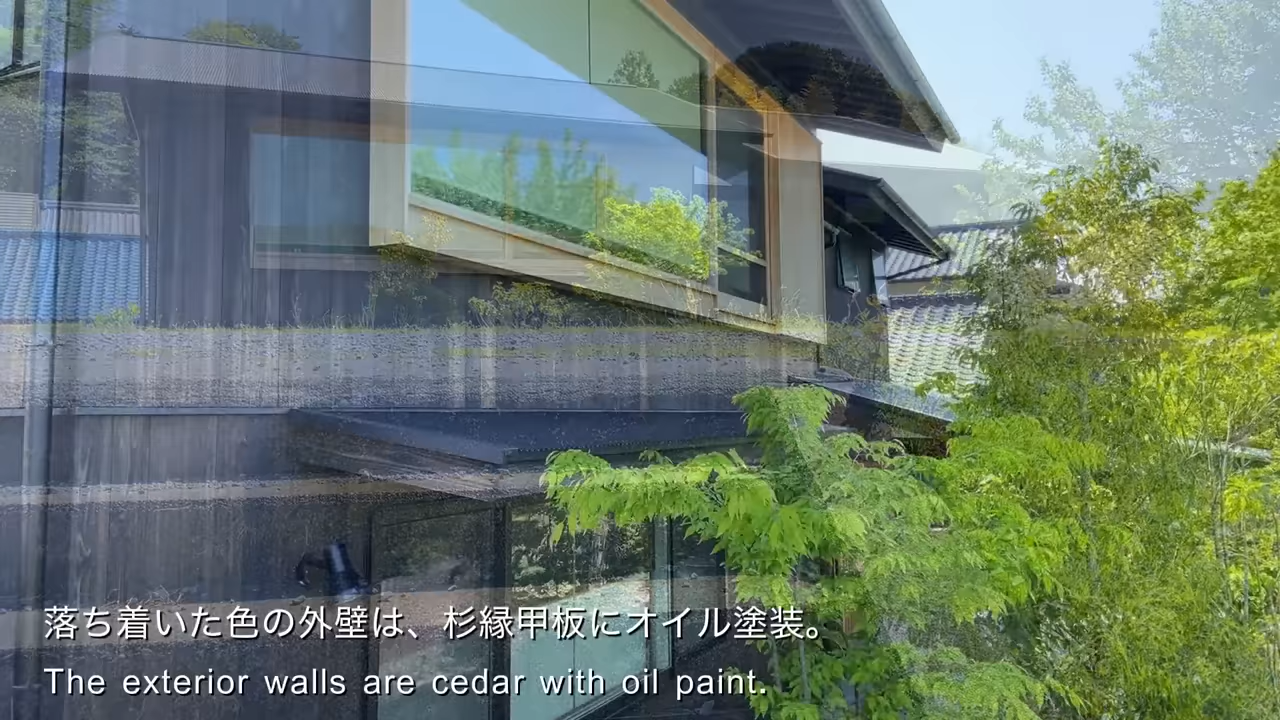 落ち着いた色の外壁は、杉縁甲板にオイル塗装。
The exterior walls are cedar with oil paint.